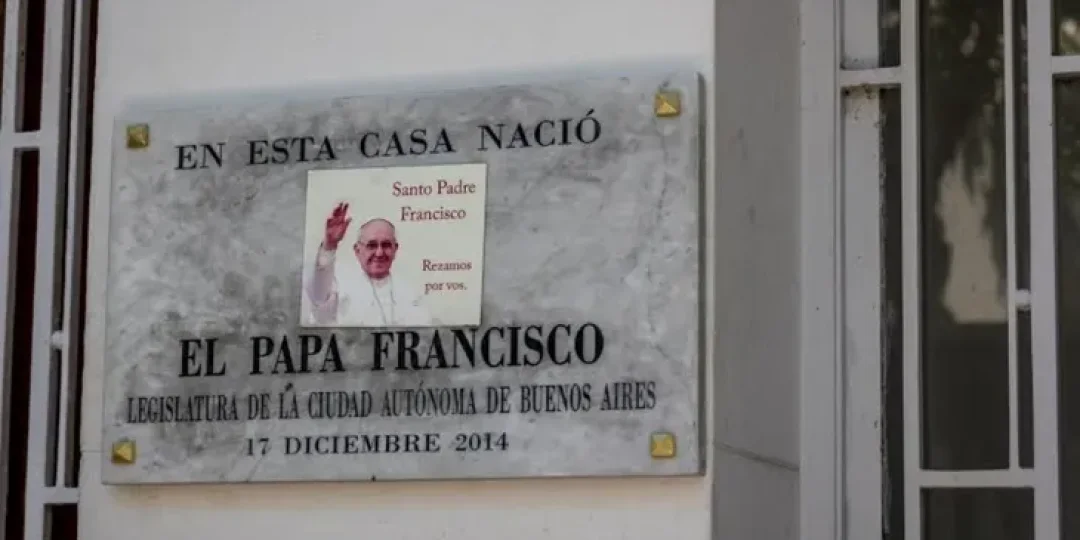 EN ESTA CASA NACIÓ
Santo Padre
Francisco
Rezamos
por vos.
EL PAPA FRANCISCO
LEGISLATURA DE LA CIUDAD AUTÓNOMA DE BUENOS AIRES
17 DICIEMBRE 2014